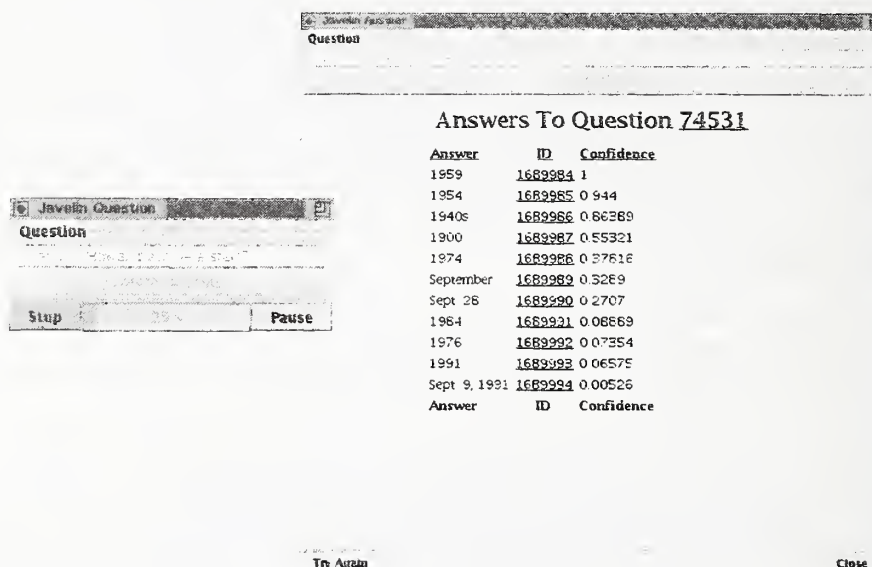 Javelin Answer
Question
Answers To Question 74531
Answer ID Confidence
1959 1689984 1
1954 1689985 0.944
1940s 1689986 0.86389
1900 1689987 0.55321
1974 1689988 0.37616
September 1689989 0.3289
Sept 28 1689990 0.2707
1984 1689991 0.08869
1976 1689992 0.07354
1991 1689993 0.06575
Sept 9, 1991 1689994 0.00526
Answer ID Confidence
Try Again Close
Javelin Question
Question
Stop Pause